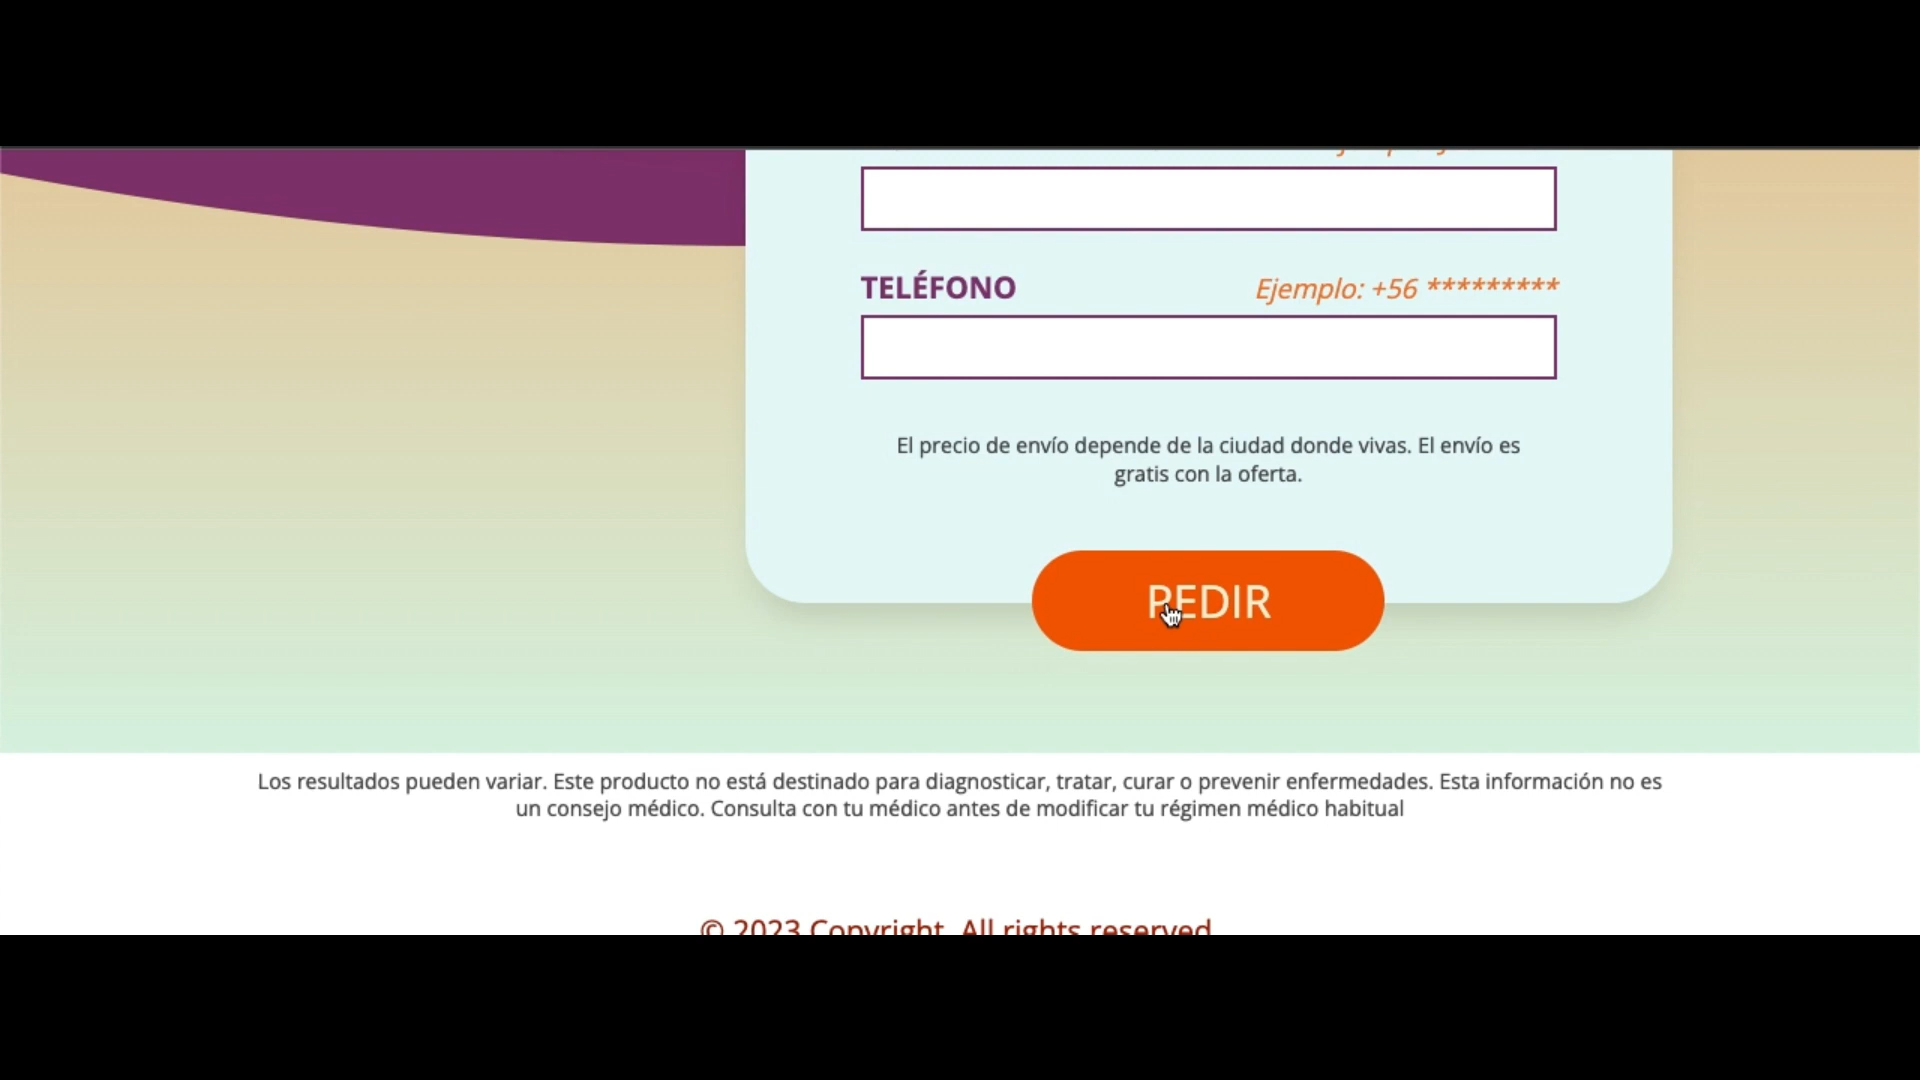 TELÉFONO
Ejemplo: +56 *********
El precio de envío depende de la ciudad donde vivas. El envío es
gratis con la oferta.
PEDIR
Los resultados pueden variar. Este producto no está destinado para diagnosticar, tratar, curar o prevenir enfermedades. Esta información no es
un consejo médico. Consulta con tu médico antes de modificar tu régimen médico habitual
© 2023 Copyright. All rights reserved.